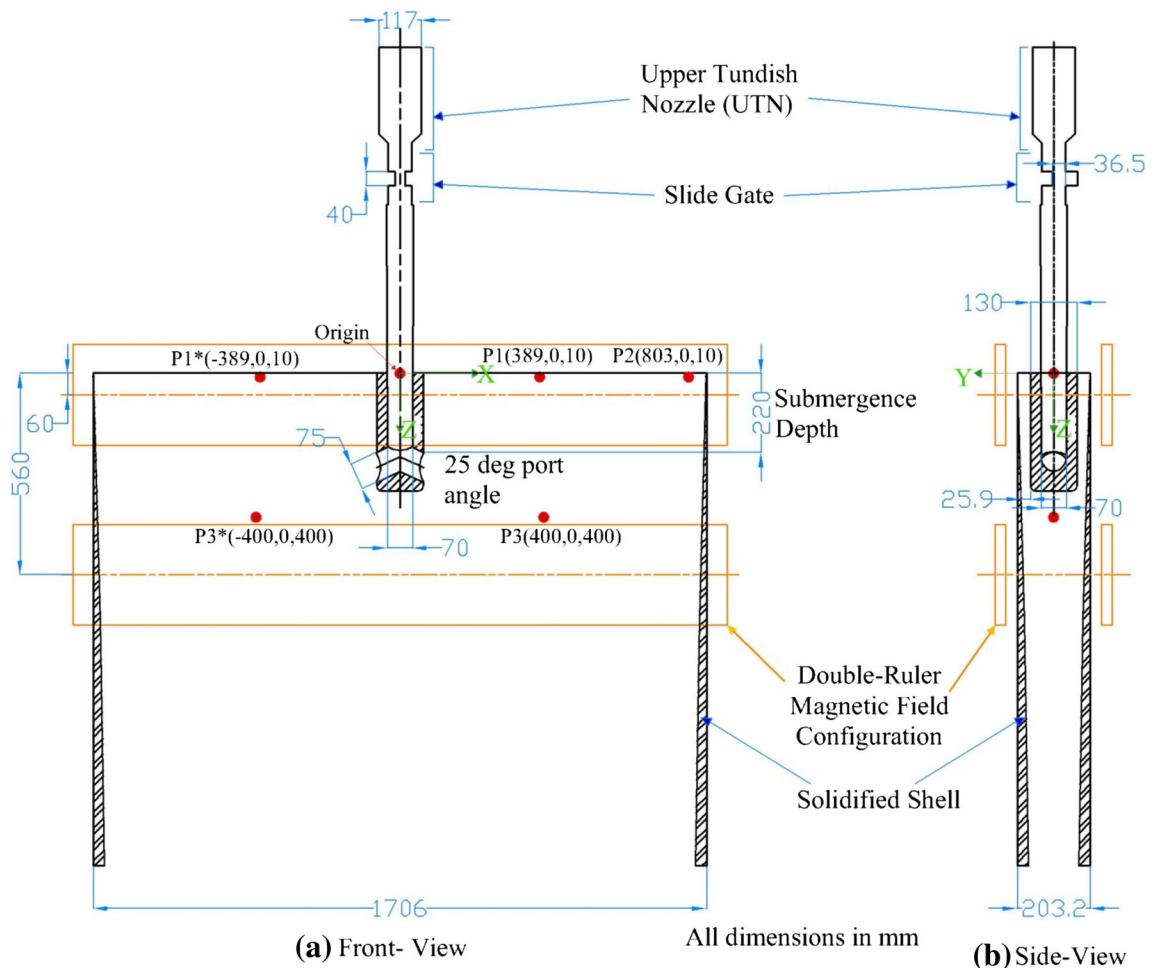 117
Upper Tundish
Nozzle (UTN)
36.5
Slide Gate
40
130
Origin
P1*(-389,0,10)
P1(389,0,10)
P2(803,0,10)
X
Y
60
Z
Z
220
Submergence
Depth
75
560
25 deg port
angle
25.9
70
P3*(-400,0,400)
P3(400,0,400)
70
Double-Ruler
Magnetic Field
Configuration
Solidified Shell
1706
203.2
(a) Front- View
All dimensions in mm
(b) Side-View